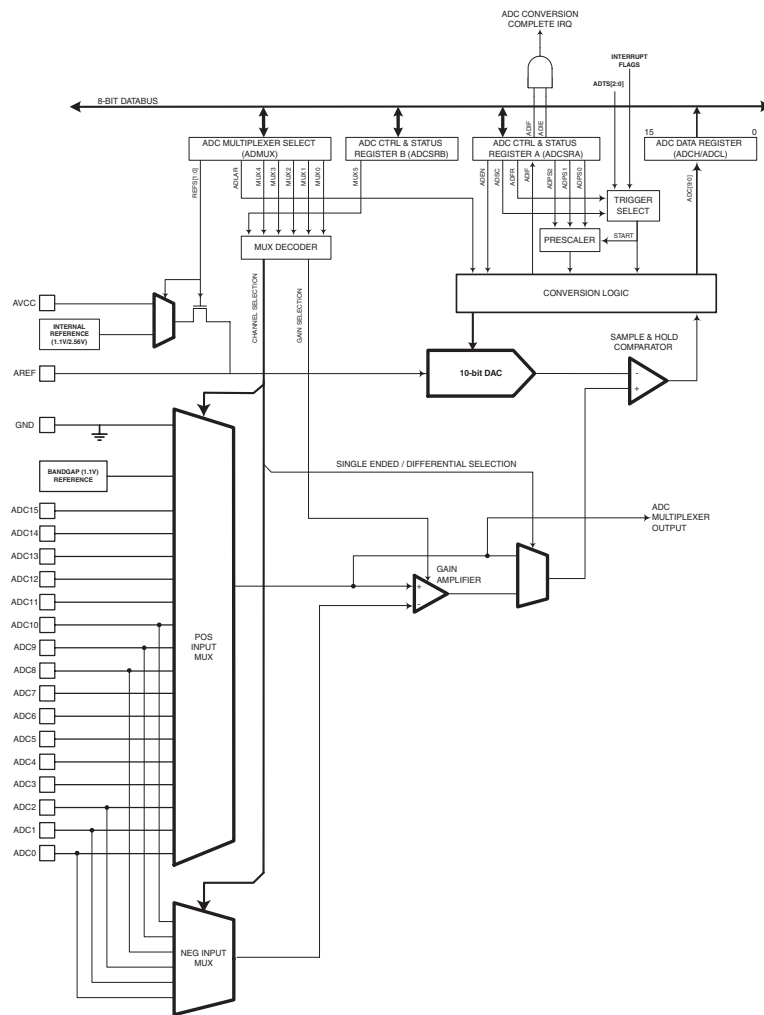 ADC CONVERSION
COMPLETE IRQ
INTERRUPT
FLAGS
ADTS[2:0]
8-BIT DATABUS
ADIF
ADIE
15
0
ADC MULTIPLEXER SELECT
(ADMUX)
ADC CTRL & STATUS
REGISTER B (ADCSRB)
ADC CTRL & STATUS
REGISTER A (ADCSRA)
ADC DATA REGISTER
(ADCH/ADCL)
REFS[1:0]
ADLAR
MUX4
MUX3
MUX2
MUX1
MUX0
MUX5
ADEN
ADSC
ADFR
ADIF
ADPS2
ADPS1
ADPS0
ADC[9:0]
TRIGGER
SELECT
START
MUX DECODER
PRESCALER
CHANNEL SELECTION
GAIN SELECTION
CONVERSION LOGIC
AVCC
INTERNAL
REFERENCE
(1.1V/2.56V)
SAMPLE & HOLD
COMPARATOR
AREF
10-bit DAC
-
+
GND
BANDGAP (1.1V)
REFERENCE
SINGLE ENDED / DIFFERENTIAL SELECTION
ADC15
ADC14
ADC13
ADC12
ADC11
ADC10
ADC9
ADC8
ADC7
ADC6
ADC5
ADC4
ADC3
ADC2
ADC1
ADC0
ADC
MULTIPLEXER
OUTPUT
GAIN
AMPLIFIER
+
-
POS
INPUT
MUX
NEG INPUT
MUX